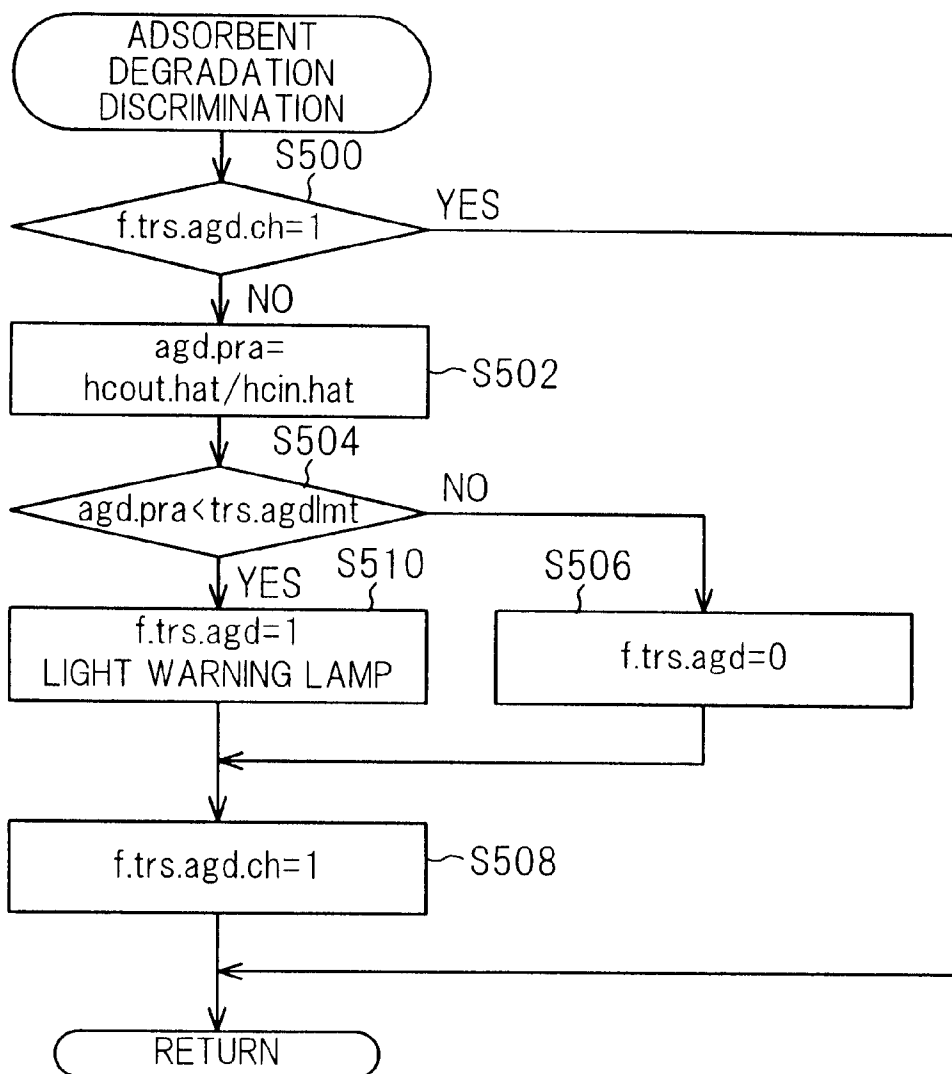 ADSORBENT
DEGRADATION
DISCRIMINATION
S500
f.trs.agd.ch=1
YES
NO
agd.pra=
hcout.hat/hcin.hat
S502
S504
agd.pra<trs.agdlmt
NO
YES
S510
S506
f.trs.agd=1
LIGHT WARNING LAMP
f.trs.agd=0
f.trs.agd.ch=1
S508
RETURN